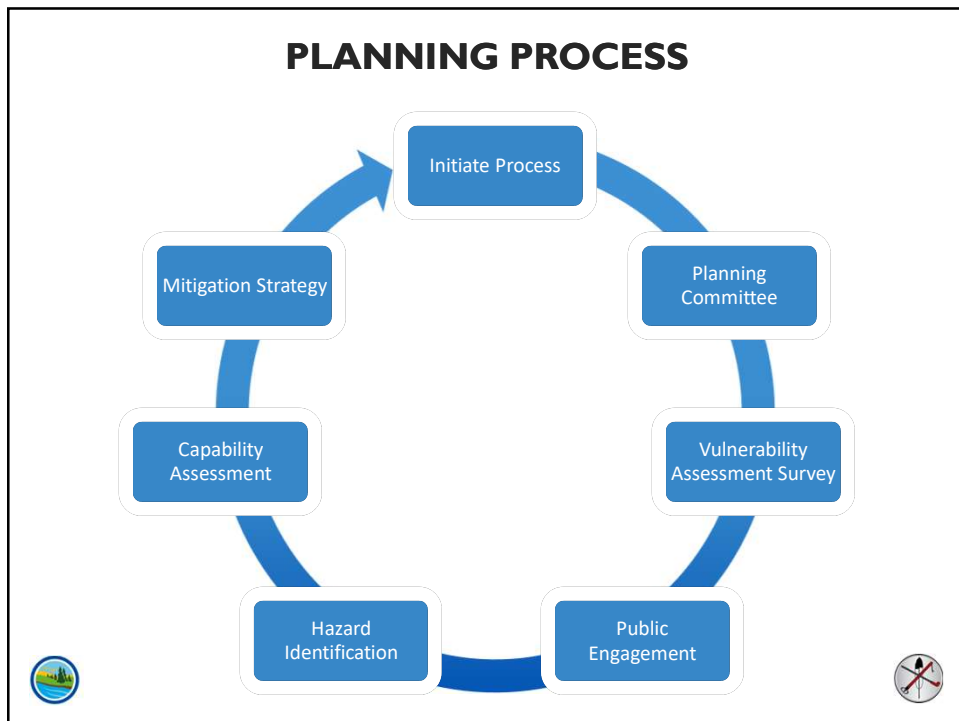 PLANNING PROCESS
Initiate Process
Planning
Committee
Vulnerability
Assessment Survey
Public
Engagement
Hazard
Identification
Capability
Assessment
Mitigation Strategy